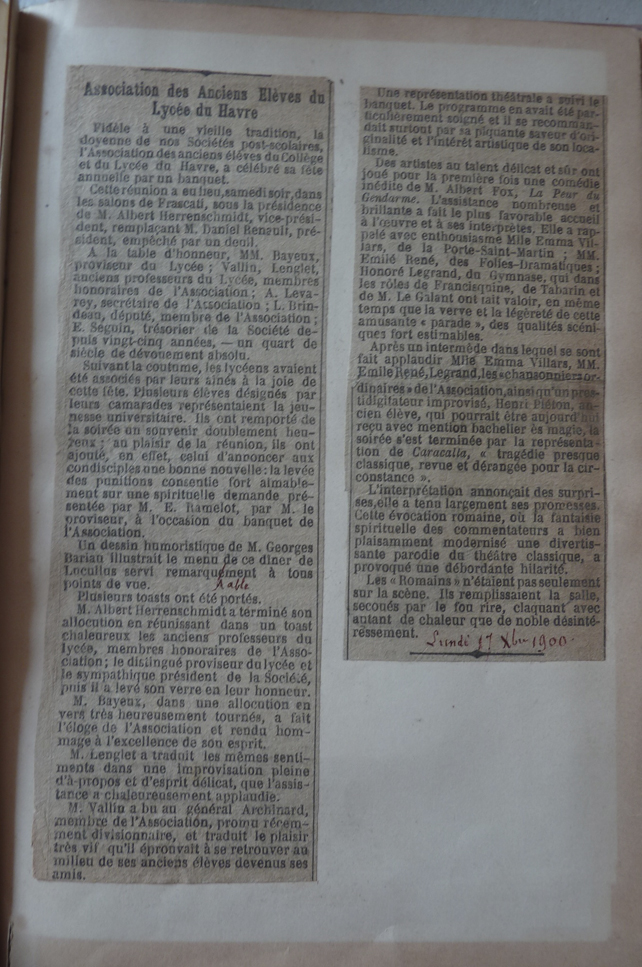 Association des Anciens Elèves du
Lycée du Havre
Fidèle à une vieille tradition, la
doyenne de nos Sociétés post-scolaires,
l'Association des anciens élèves du Collège
et du Lycée du Havre, a célébré sa fête
annuelle par un banquet.
Cette réunion a eu lieu, samedi soir, dans
les salons de Frascati, sous la présidence
de M. Albert Herrenschmidt, vice-prési-
dent, remplaçant M. Daniel Renault, pré-
sident, empêché par un deuil.
A la table d'honneur, MM. Bayeux,
proviseur du Lycée ; Vallin, Lenglet,
anciens professeurs du Lycée, membres
honoraires de l'Association ; A. Leva-
rey, secrétaire de l'Association ; L. Brin-
deau, député, membre de l'Association ;
E. Seguin, trésorier de la Société de-
puis vingt-cinq années, — un quart de
siècle de dévouement absolu.
Suivant la coutume, les lycéens avaient
été associés par leurs aînés à la joie de
cette fête. Plusieurs élèves désignés par
leurs camarades représentaient la jeu-
nesse universitaire. Ils ont remporté de
la soirée un souvenir doublement heu-
reux ; au plaisir de la réunion, ils ont
ajouté, en effet, celui d'annoncer aux
condisciples une bonne nouvelle : la levée
des punitions consentie fort aimable-
ment sur une spirituelle demande pré-
sentée par M. E. Ramelot, par M. le
proviseur, à l'occasion du banquet de
l'Association.
Un dessin humoristique de M. Georges
Bariau illustrait le menu de ce dîner de
Lucullus servi remarquement à tous
points de vue. Rable
Plusieurs toasts ont été portés.
M. Albert Herrenschmidt a terminé son
allocution en réunissant dans un toast
chaleureux les anciens professeurs du
lycée, membres honoraires de l'Asso-
ciation ; le distingué proviseur du lycée et
le sympathique président de la Société,
puis il a levé son verre en leur honneur.
M. Bayeux, dans une allocution en
vers très heureusement tournés, a fait
l'éloge de l'Association et rendu hom-
mage à l'excellence de son esprit.
M. Lenglet a traduit les mêmes senti-
ments dans une improvisation pleine
d'à-propos et d'esprit délicat, que l'assis-
tance a chaleureusement applaudie.
M. Vallin a bu au général Archinard,
membre de l'Association, promu récem-
ment divisionnaire, et traduit le plaisir
très vif qu'il éprouvait à se retrouver au
milieu de ses anciens élèves devenus ses
amis.
Une représentation théâtrale a suivi le
banquet. Le programme en avait été par-
ticulièrement soigné et il se recomman-
dait surtout par sa piquante saveur d'ori-
ginalité et l'intérêt artistique de son loca-
lisme.
Des artistes au talent délicat et sûr ont
joué pour la première fois une comédie
inédite de M. Albert Fox, La Peur du
Gendarme. L'assistance nombreuse et
brillante a fait le plus favorable accueil
à l'œuvre et à ses interprètes. Elle a rap-
pelé avec enthousiasme Mlle Emma Vil-
lars, de la Porte-Saint-Martin ; MM.
Emile René, des Folies-Dramatiques ;
Honoré Legrand, du Gymnase, qui dans
les rôles de Francisquine, de Tabarin et
de M. Le Galant ont fait valoir, en même
temps que la verve et la légèreté de cette
amusante « parade », des qualités scéni-
ques fort estimables.
Après un intermède dans lequel se sont
fait applaudir Mlle Emma Villars, MM.
Emile René, Legrand, les « chansonniers or-
dinaires » de l'Association, ainsi qu'un pres-
tidigitateur improvisé, Henri Piéton, an-
cien élève, qui pourrait être aujourd'hui
reçu avec mention bachelier ès magie, la
soirée s'est terminée par la représenta-
tion de Caracalla, « tragédie presque
classique, revue et dérangée pour la cir-
constance ».
L'interprétation annonçait des surpri-
ses, elle a tenu largement ses promesses.
Cette évocation romaine, où la fantaisie
spirituelle des commentateurs a bien
plaisamment modernisé une divertis-
sante parodie du théâtre classique, a
provoqué une débordante hilarité.
Les « Romains » n'étaient pas seulement
sur la scène. Ils remplissaient la salle,
secoués par le fou rire, claquant avec
autant de chaleur que de noble désinté-
ressement.
Lundi 17 Xbre 1900